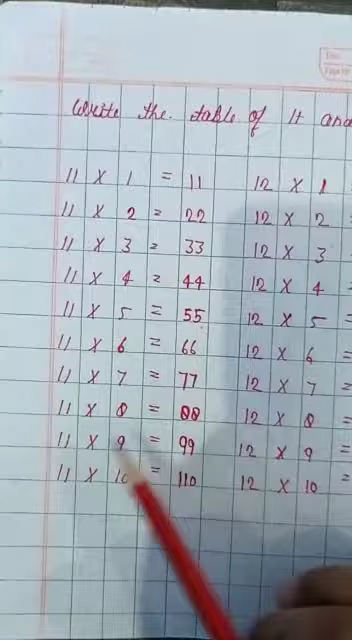 Write the table of 11 and
11 X 1 = 11 12 X 1
11 X 2 = 22 12 X 2 =
11 X 3 = 33 12 X 3 =
11 X 4 = 44 12 X 4 =
11 X 5 = 55 12 X 5 =
11 X 6 = 66 12 X 6 =
11 X 7 = 77 12 X 7 =
11 X 8 = 88 12 X 8 =
11 X 9 = 99 12 X 9 =
11 X 10 = 110 12 X 10 =